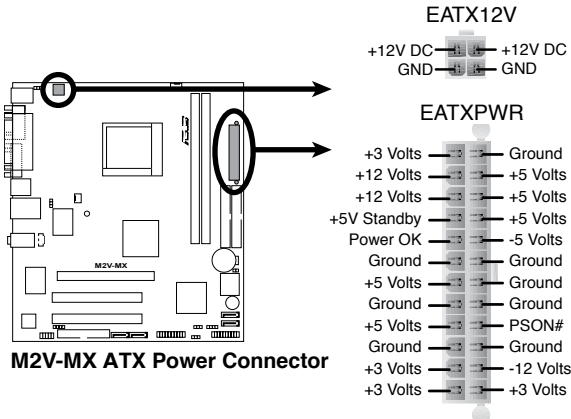 EATX12V
+12V DC +12V DC
GND GND
EATXPWR
+3 Volts Ground
+12 Volts +5 Volts
+12 Volts +5 Volts
+5V Standby +5 Volts
Power OK -5 Volts
Ground Ground
+5 Volts Ground
Ground Ground
+5 Volts PSON#
Ground Ground
+3 Volts -12 Volts
+3 Volts +3 Volts
ASUS
M2V-MX
M2V-MX ATX Power Connector